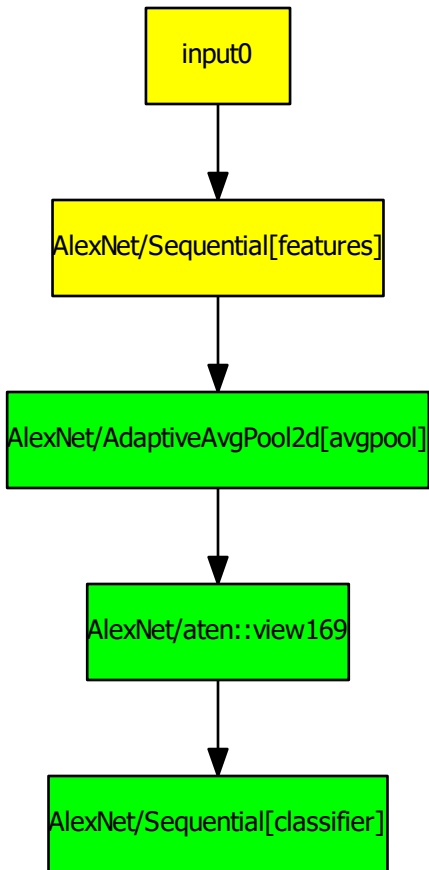 input0
AlexNet/Sequential[features]
AlexNet/AdaptiveAvgPool2d[avgpool]
AlexNet/aten::view169
AlexNet/Sequential[classifier]